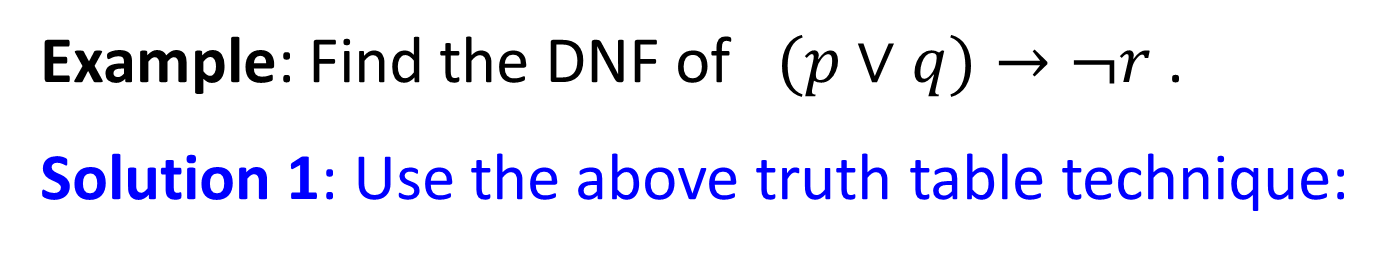 Example: Find the DNF of (p ∨ q) → ¬r .
Solution 1: Use the above truth table technique: